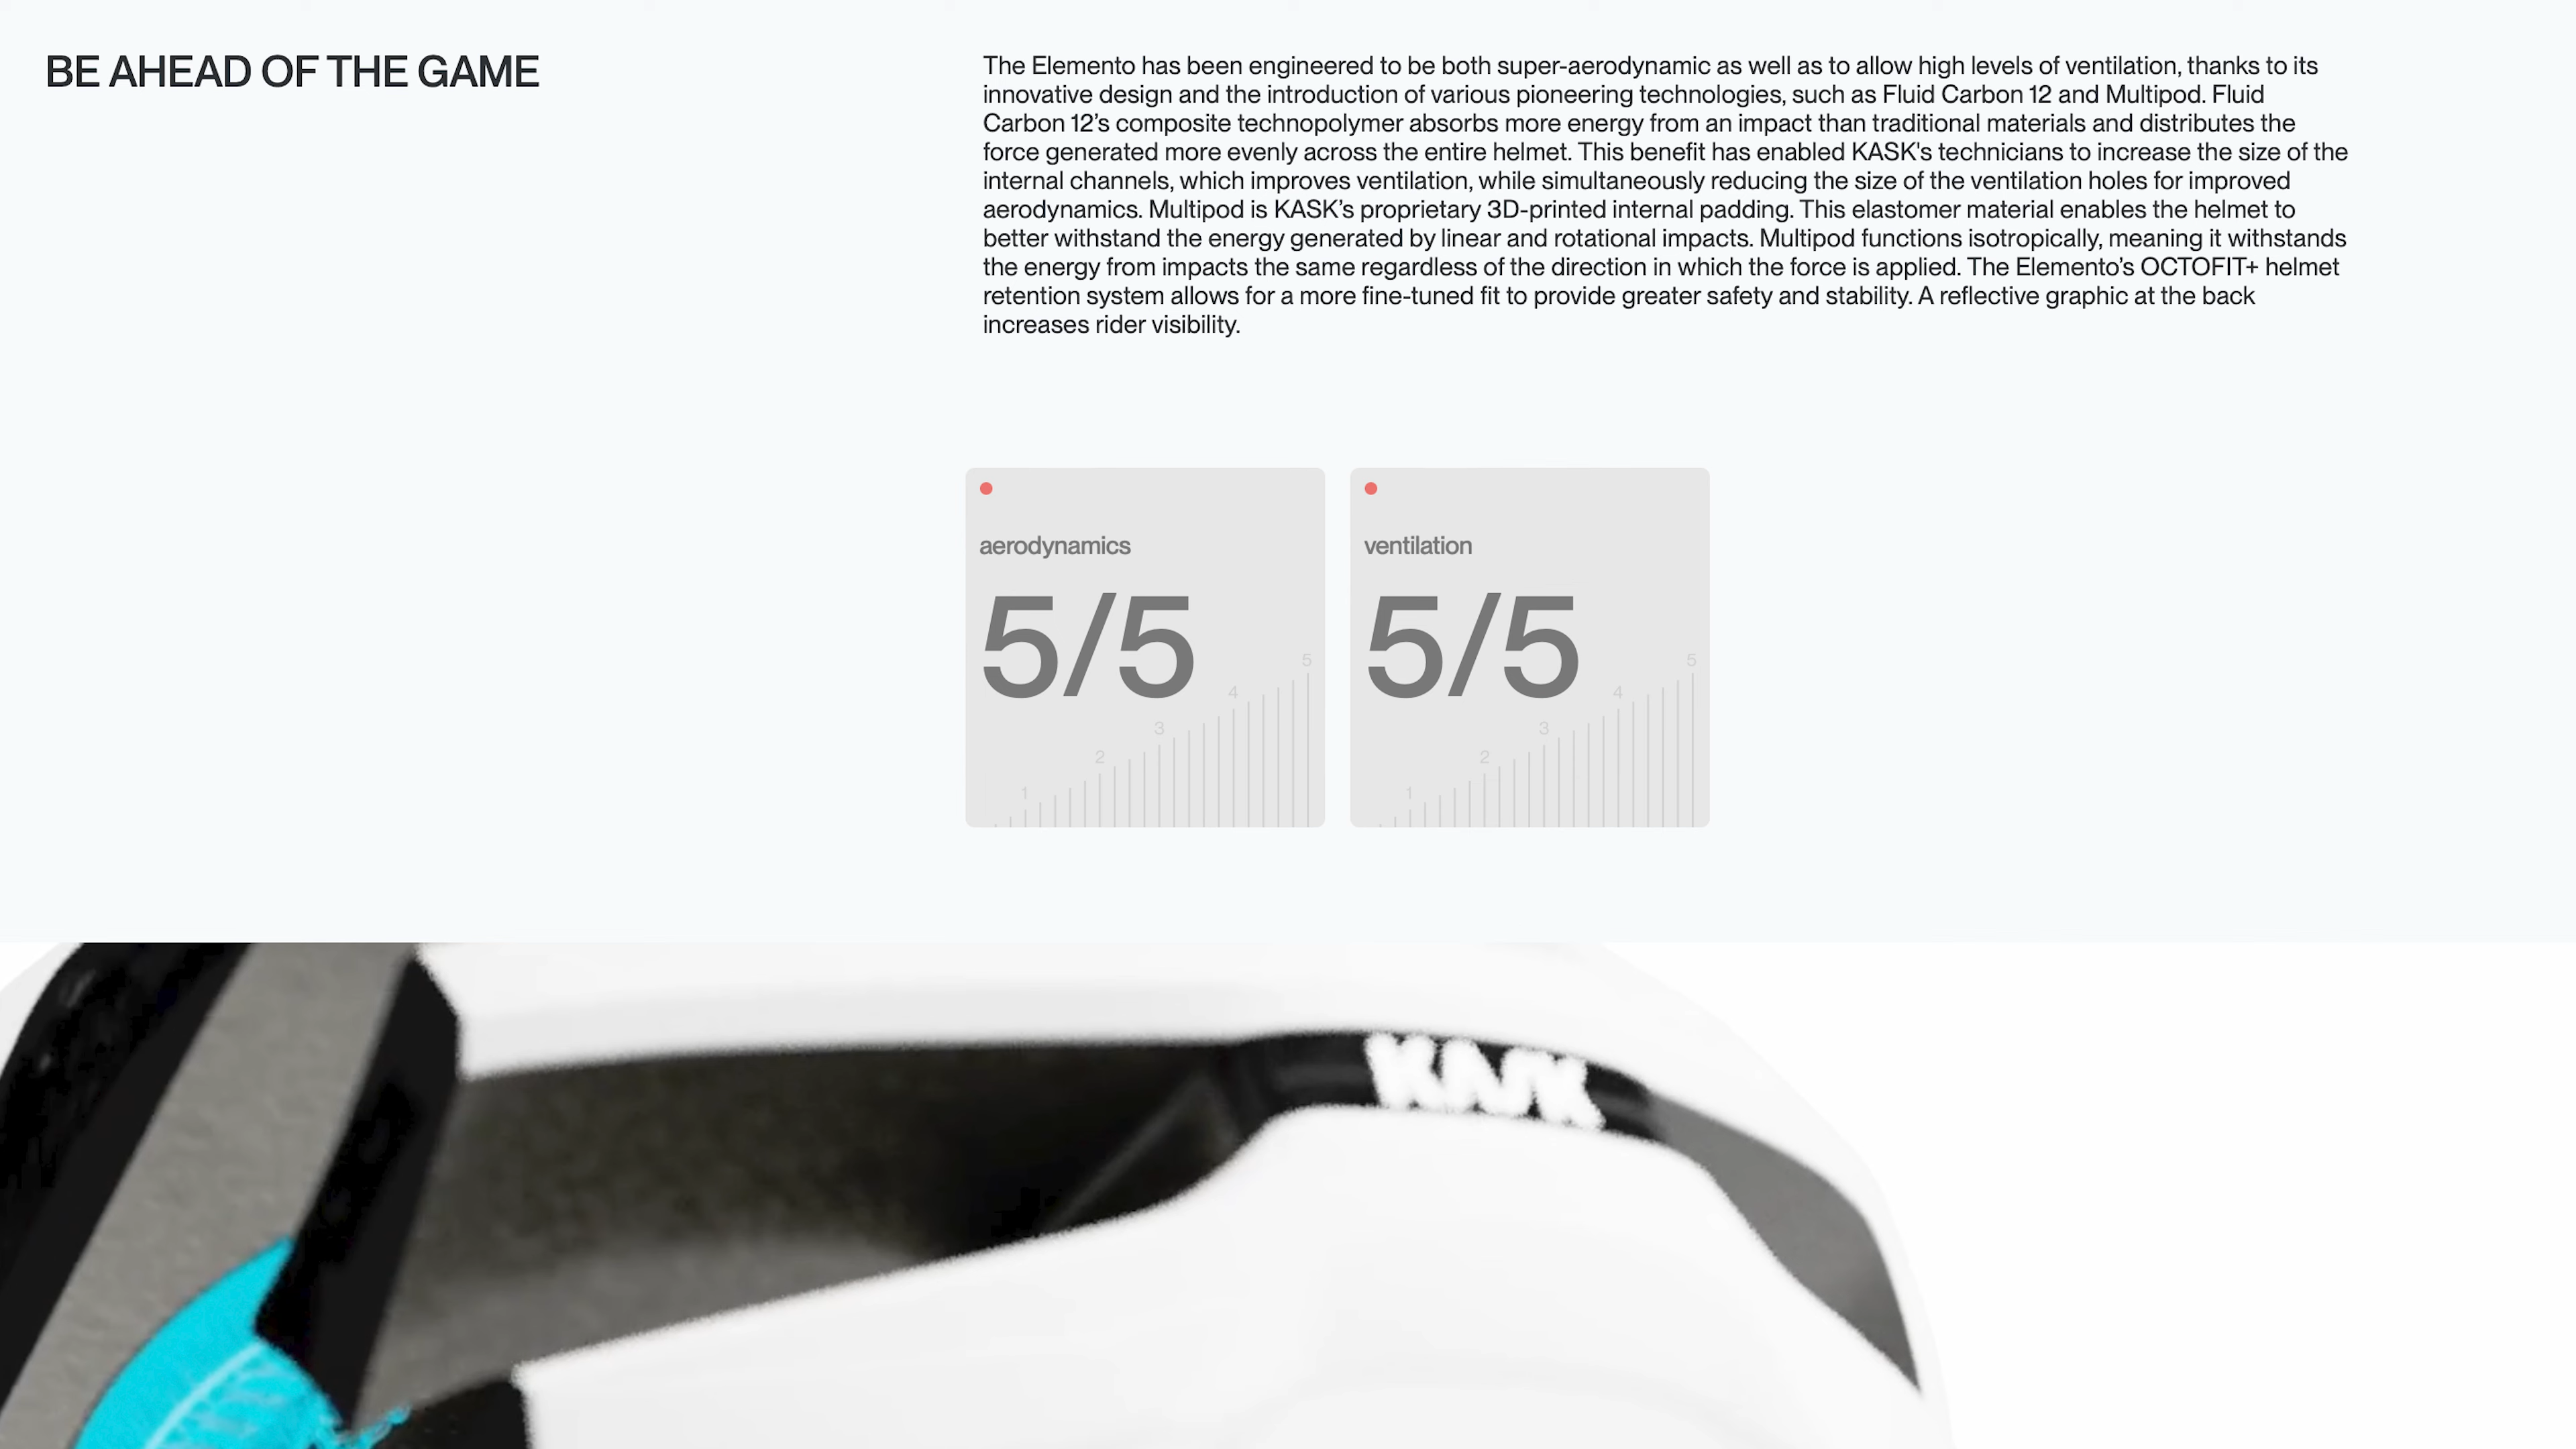 BE AHEAD OF THE GAME
The Elemento has been engineered to be both super-aerodynamic as well as to allow high levels of ventilation, thanks to its
innovative design and the introduction of various pioneering technologies, such as Fluid Carbon 12 and Multipod. Fluid
Carbon 12’s composite technopolymer absorbs more energy from an impact than traditional materials and distributes the
force generated more evenly across the entire helmet. This benefit has enabled KASK's technicians to increase the size of the
internal channels, which improves ventilation, while simultaneously reducing the size of the ventilation holes for improved
aerodynamics. Multipod is KASK’s proprietary 3D-printed internal padding. This elastomer material enables the helmet to
better withstand the energy generated by linear and rotational impacts. Multipod functions isotropically, meaning it withstands
the energy from impacts the same regardless of the direction in which the force is applied. The Elemento’s OCTOFIT+ helmet
retention system allows for a more fine-tuned fit to provide greater safety and stability. A reflective graphic at the back
increases rider visibility.
aerodynamics
5/5
1
2
3
4
5
ventilation
5/5
1
2
3
4
5
KASK